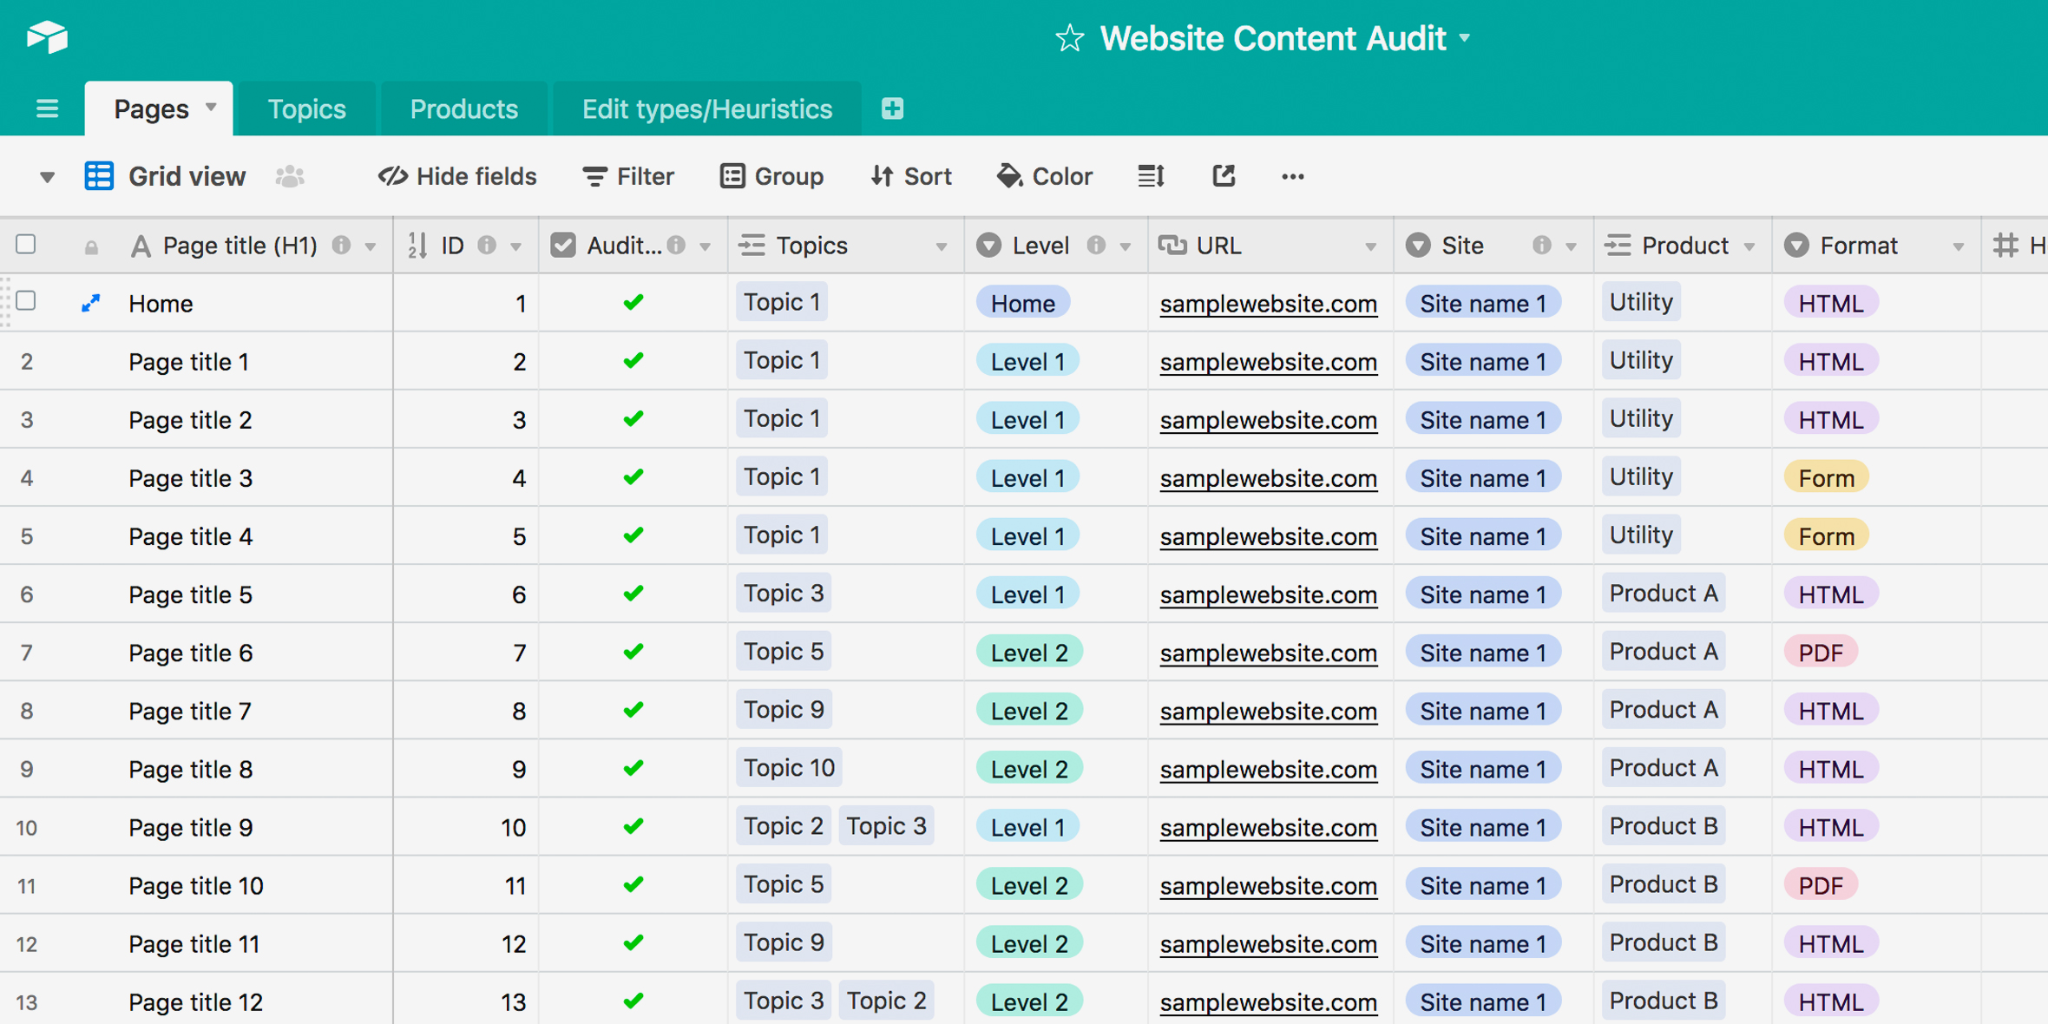 Website Content Audit
Pages Topics Products Edit types/Heuristics
Grid view Hide fields Filter Group Sort Color
Page title (H1) ID Audit... Topics Level URL Site Product Format H
Home 1 Topic 1 Home samplewebsite.com Site name 1 Utility HTML
2 Page title 1 2 Topic 1 Level 1 samplewebsite.com Site name 1 Utility HTML
3 Page title 2 3 Topic 1 Level 1 samplewebsite.com Site name 1 Utility HTML
4 Page title 3 4 Topic 1 Level 1 samplewebsite.com Site name 1 Utility Form
5 Page title 4 5 Topic 1 Level 1 samplewebsite.com Site name 1 Utility Form
6 Page title 5 6 Topic 3 Level 1 samplewebsite.com Site name 1 Product A HTML
7 Page title 6 7 Topic 5 Level 2 samplewebsite.com Site name 1 Product A PDF
8 Page title 7 8 Topic 9 Level 2 samplewebsite.com Site name 1 Product A HTML
9 Page title 8 9 Topic 10 Level 2 samplewebsite.com Site name 1 Product A HTML
10 Page title 9 10 Topic 2 Topic 3 Level 1 samplewebsite.com Site name 1 Product B HTML
11 Page title 10 11 Topic 5 Level 2 samplewebsite.com Site name 1 Product B PDF
12 Page title 11 12 Topic 9 Level 2 samplewebsite.com Site name 1 Product B HTML
13 Page title 12 13 Topic 3 Topic 2 Level 2 samplewebsite.com Site name 1 Product B HTML